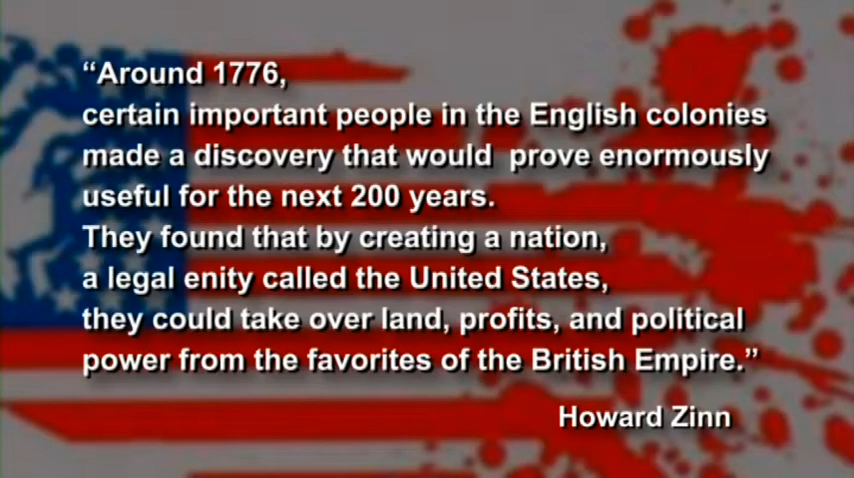 “Around 1776,
certain important people in the English colonies
made a discovery that would  prove enormously
useful for the next 200 years.
They found that by creating a nation,
a legal enity called the United States,
they could take over land, profits, and political
power from the favorites of the British Empire.”
Howard Zinn